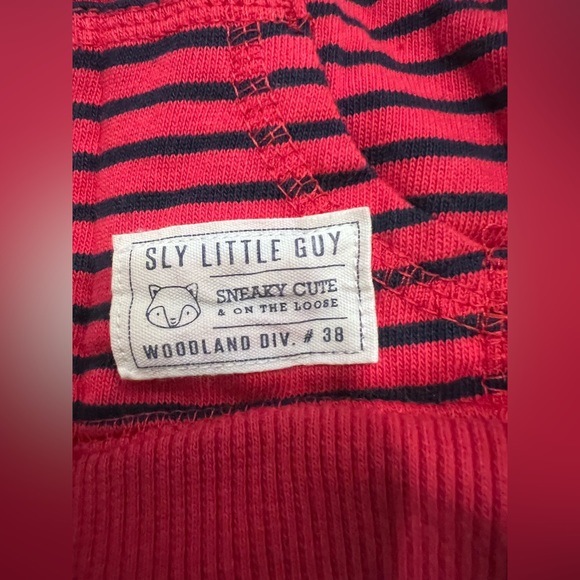 SLY LITTLE GUY
SNEAKY CUTE
& ON THE LOOSE
WOODLAND DIV. # 38